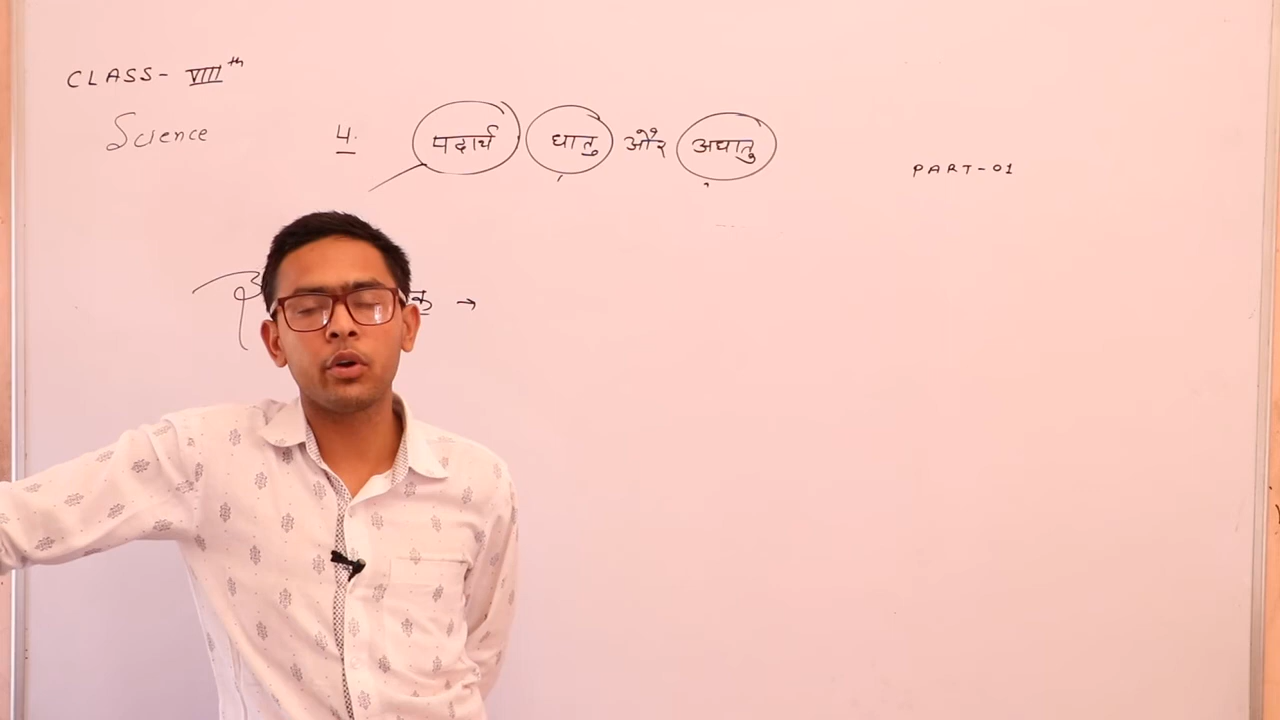 CLASS- VIII th
Science 4. पदार्थ धातु और अधातु
PART-01